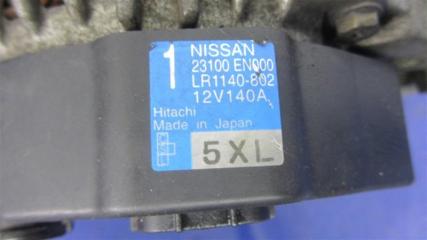 1
NISSAN
23100 EN000
LR1140-802
12V140A
Hitachi
Made in Japan
5XL